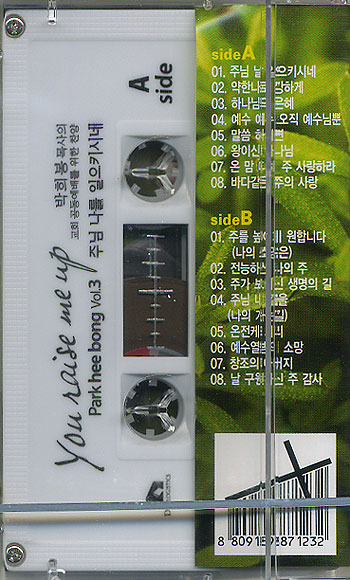 A
side
박희봉목사의
교회 공동예배를 위한 찬양
주님 나를 일으키시네
You raise me up
Park hee bong Vol.3
sideA
01. 주님 날 일으키시네
02. 약한나로 강하게
03. 하나님의 은혜
04. 예수 예수 오직 예수님뿐
05. 말씀 하시면
06. 왕이신 하나님
07. 온 맘 다해 주 사랑하라
08. 바다같은 주의 사랑
sideB
01. 주를 높이기 원합니다
(나의 소망은)
02. 전능하신 나의 주
03. 주가 보이신 생명의 길
04. 주님 내 길을
(나의 가는길)
05. 온전케 하리
06. 예수열방의 소망
07. 창조의 아버지
08. 날 구원하신 주 감사
8 809159 871232